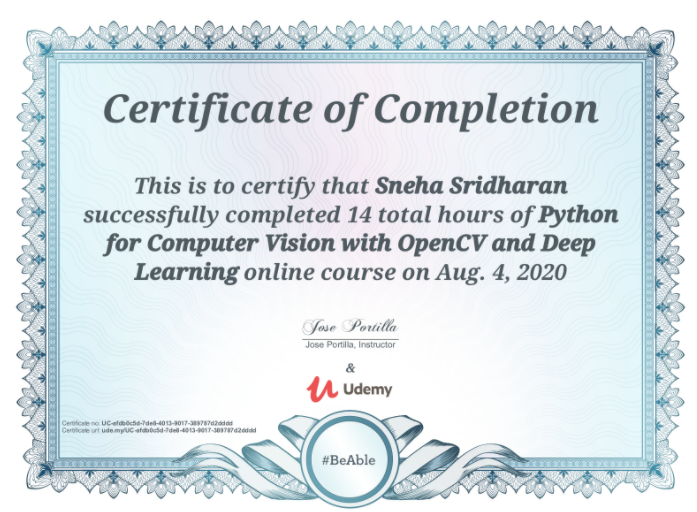 Certificate of Completion
This is to certify that Sneha Sridharan
successfully completed 14 total hours of Python
for Computer Vision with OpenCV and Deep
Learning online course on Aug. 4, 2020
Jose Portilla
Jose Portilla, Instructor
&
Udemy
Certificate no: UC-efdb0c5d-7de8-4013-9017-389787d2dddd
Certificate url: ude.my/UC-efdb0c5d-7de8-4013-9017-389787d2dddd
#BeAble